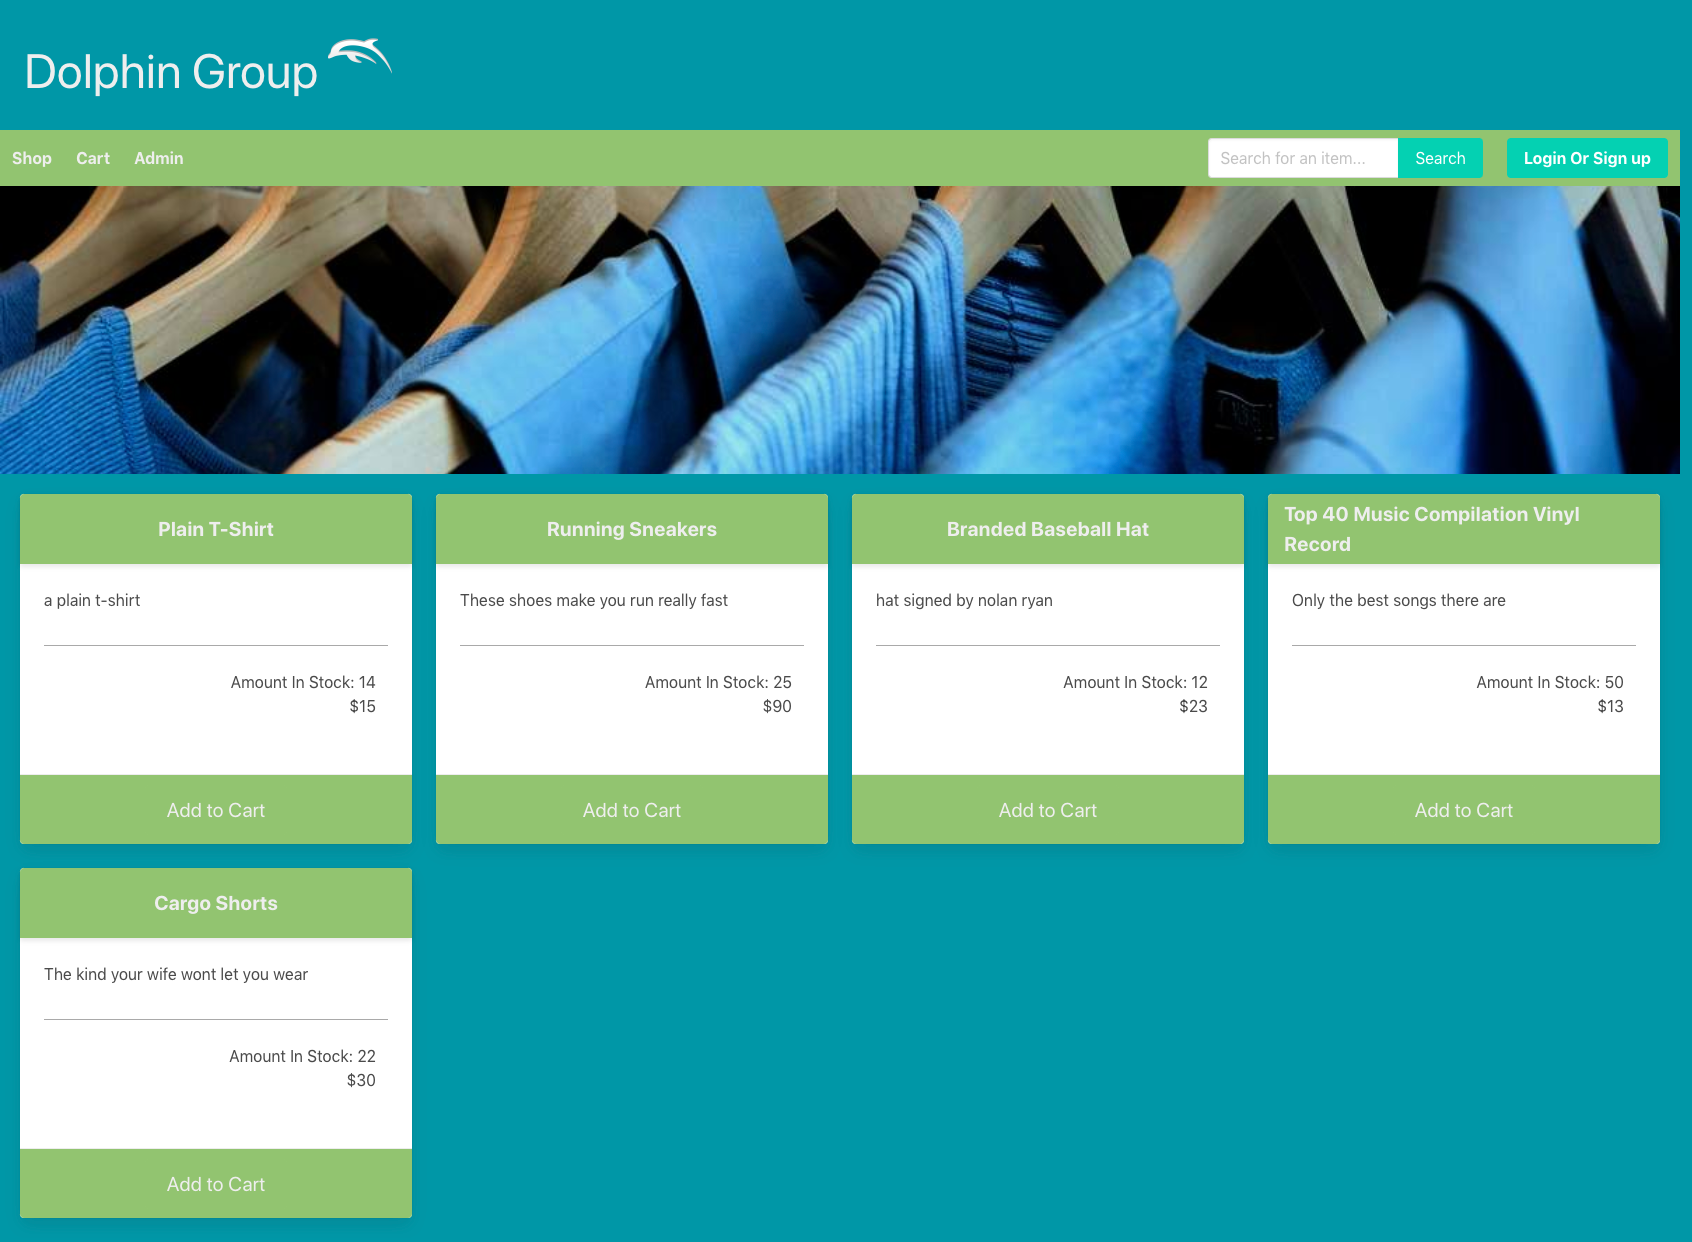 Dolphin Group
Shop Cart Admin Search for an item... Search Login Or Sign up
Plain T-Shirt
a plain t-shirt
Amount In Stock: 14
$15
Add to Cart
Running Sneakers
These shoes make you run really fast
Amount In Stock: 25
$90
Add to Cart
Branded Baseball Hat
hat signed by nolan ryan
Amount In Stock: 12
$23
Add to Cart
Top 40 Music Compilation Vinyl
Record
Only the best songs there are
Amount In Stock: 50
$13
Add to Cart
Cargo Shorts
The kind your wife wont let you wear
Amount In Stock: 22
$30
Add to Cart